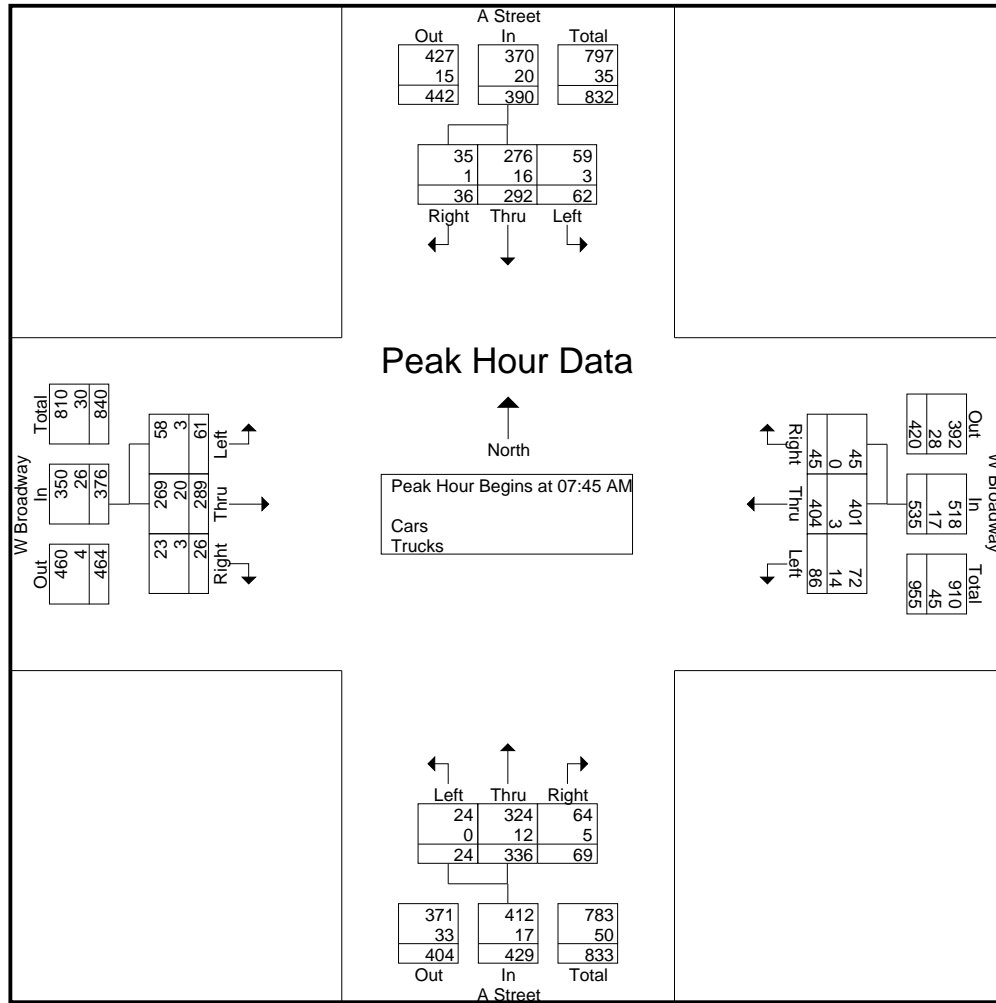 A Street
Out In Total
427 370 797
15 20 35
442 390 832
35 276 59
1 16 3
36 292 62
Right Thru Left
Peak Hour Data
North
Peak Hour Begins at 07:45 AM
Cars
Trucks
W Broadway
Total In Out
810 350 460
30 26 4
840 376 464
58 269 23
3 20 3
61 289 26
Left Thru Right
W Broadway
Out In Total
392 518 910
28 17 45
420 535 955
45 401 72
0 3 14
45 404 86
Right Thru Left
Left Thru Right
24 324 64
0 12 5
24 336 69
371 412 783
33 17 50
404 429 833
Out In Total
A Street